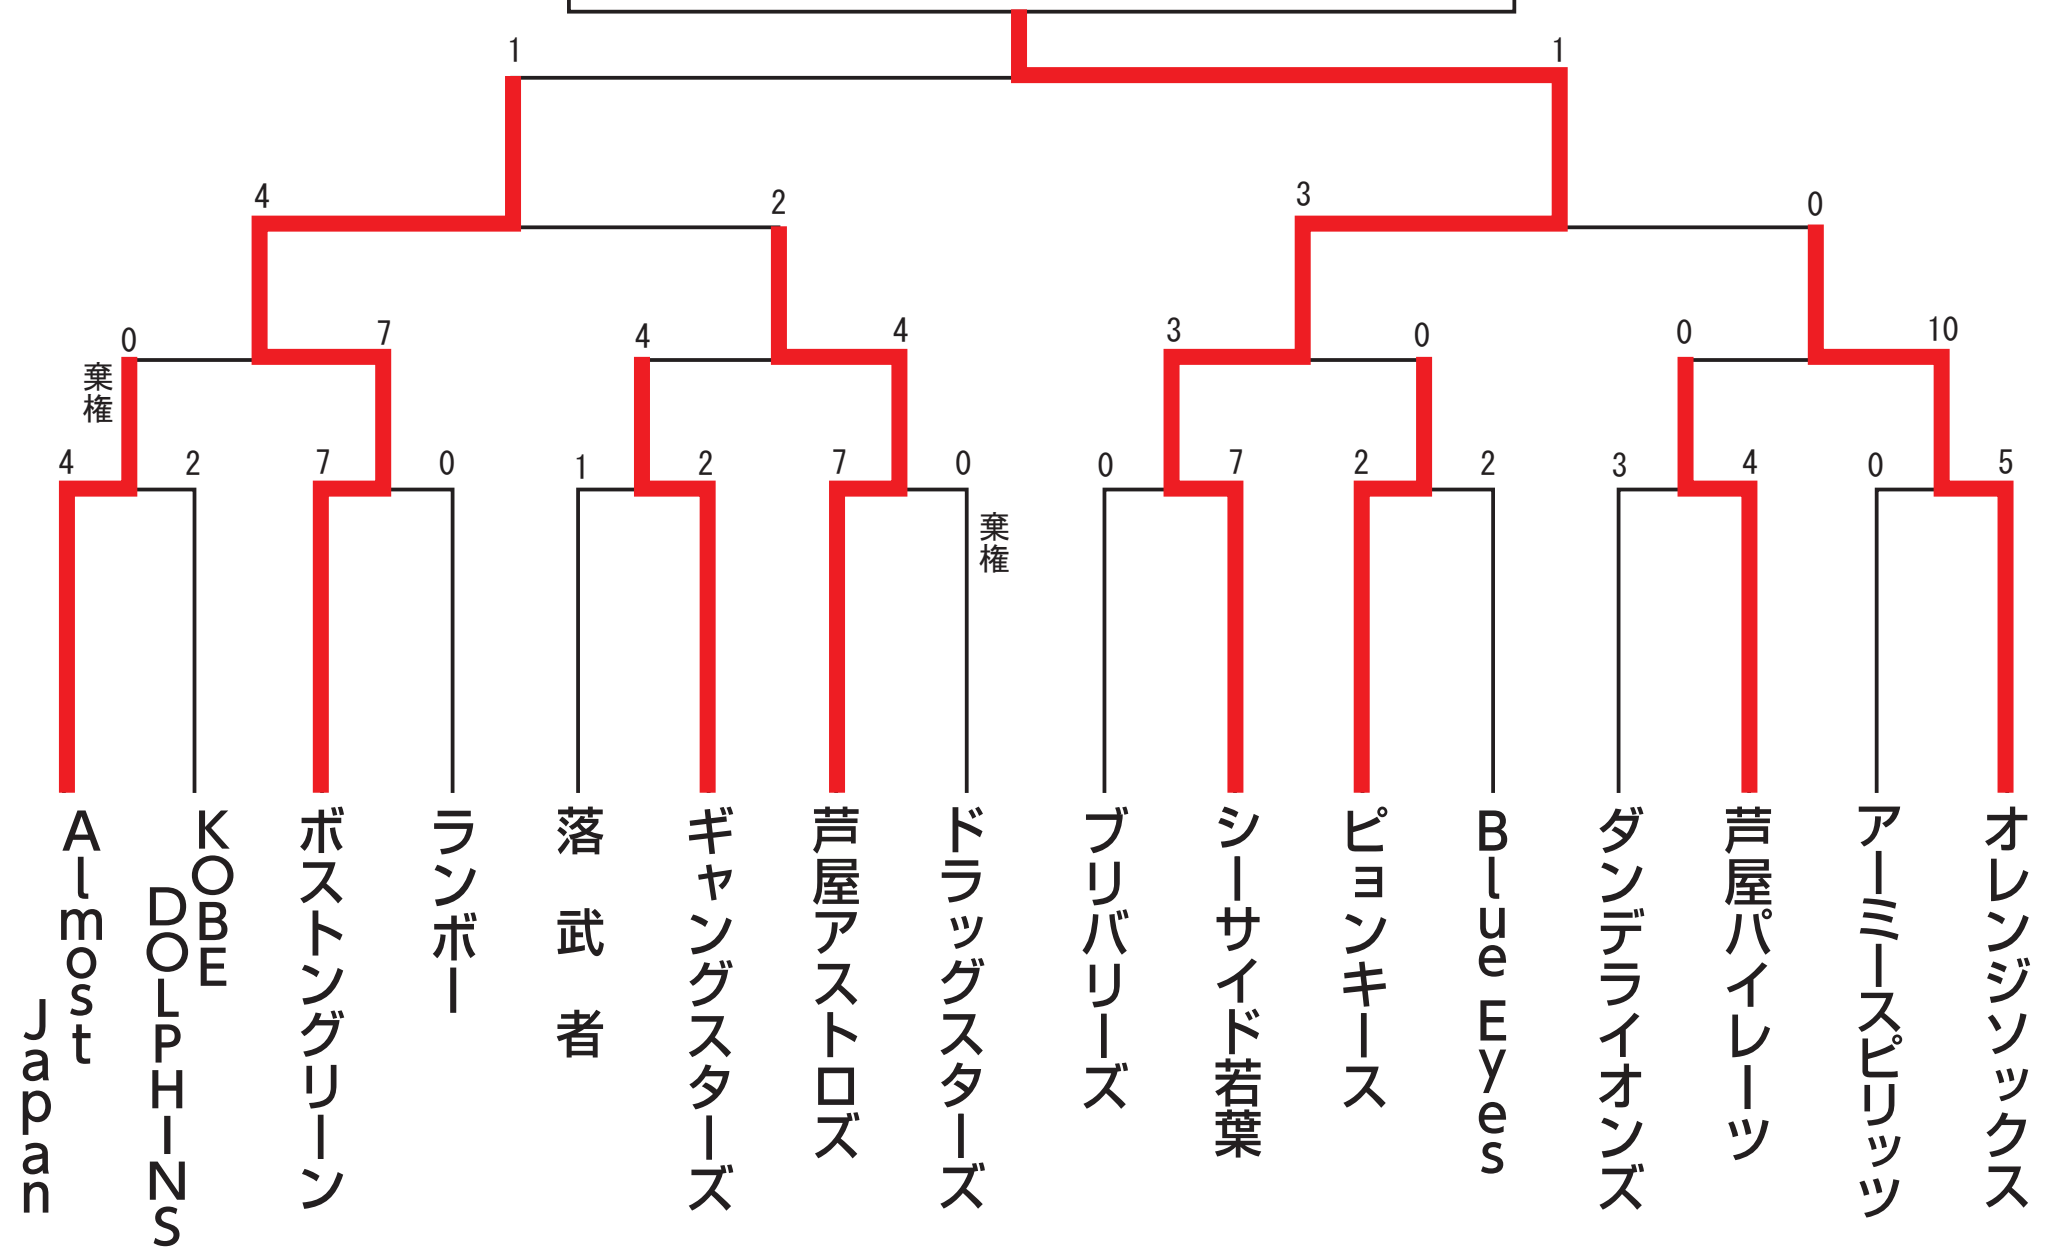 1
1
4
2
3
0
0
7
4
4
3
0
0
10
棄権
4
2
7
0
1
2
7
0
0
7
2
2
3
4
0
5
棄権
Almost
Japan
KOBE
DOLPHINS
ボストングリーン
ランボー
落武者
ギャングスターズ
芦屋アストロズ
ドラッグスターズ
ブリバリーズ
シーサイド若葉
ピョンキース
Blue Eyes
ダンデライオンズ
芦屋パイレーツ
アーミースピリッツ
オレンジソックス